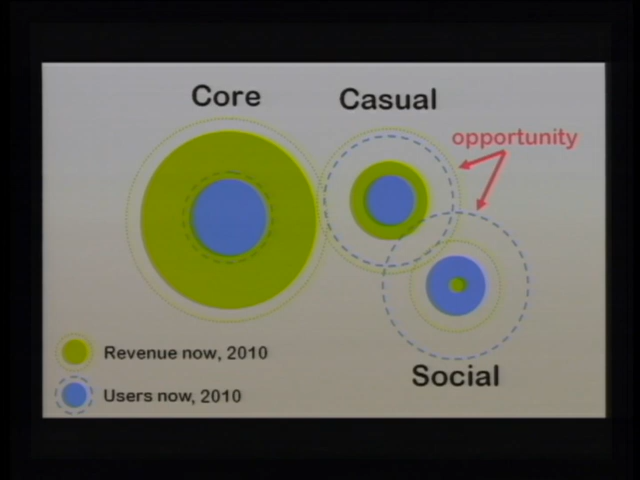 Core
Casual
opportunity
Social
Revenue now, 2010
Users now, 2010